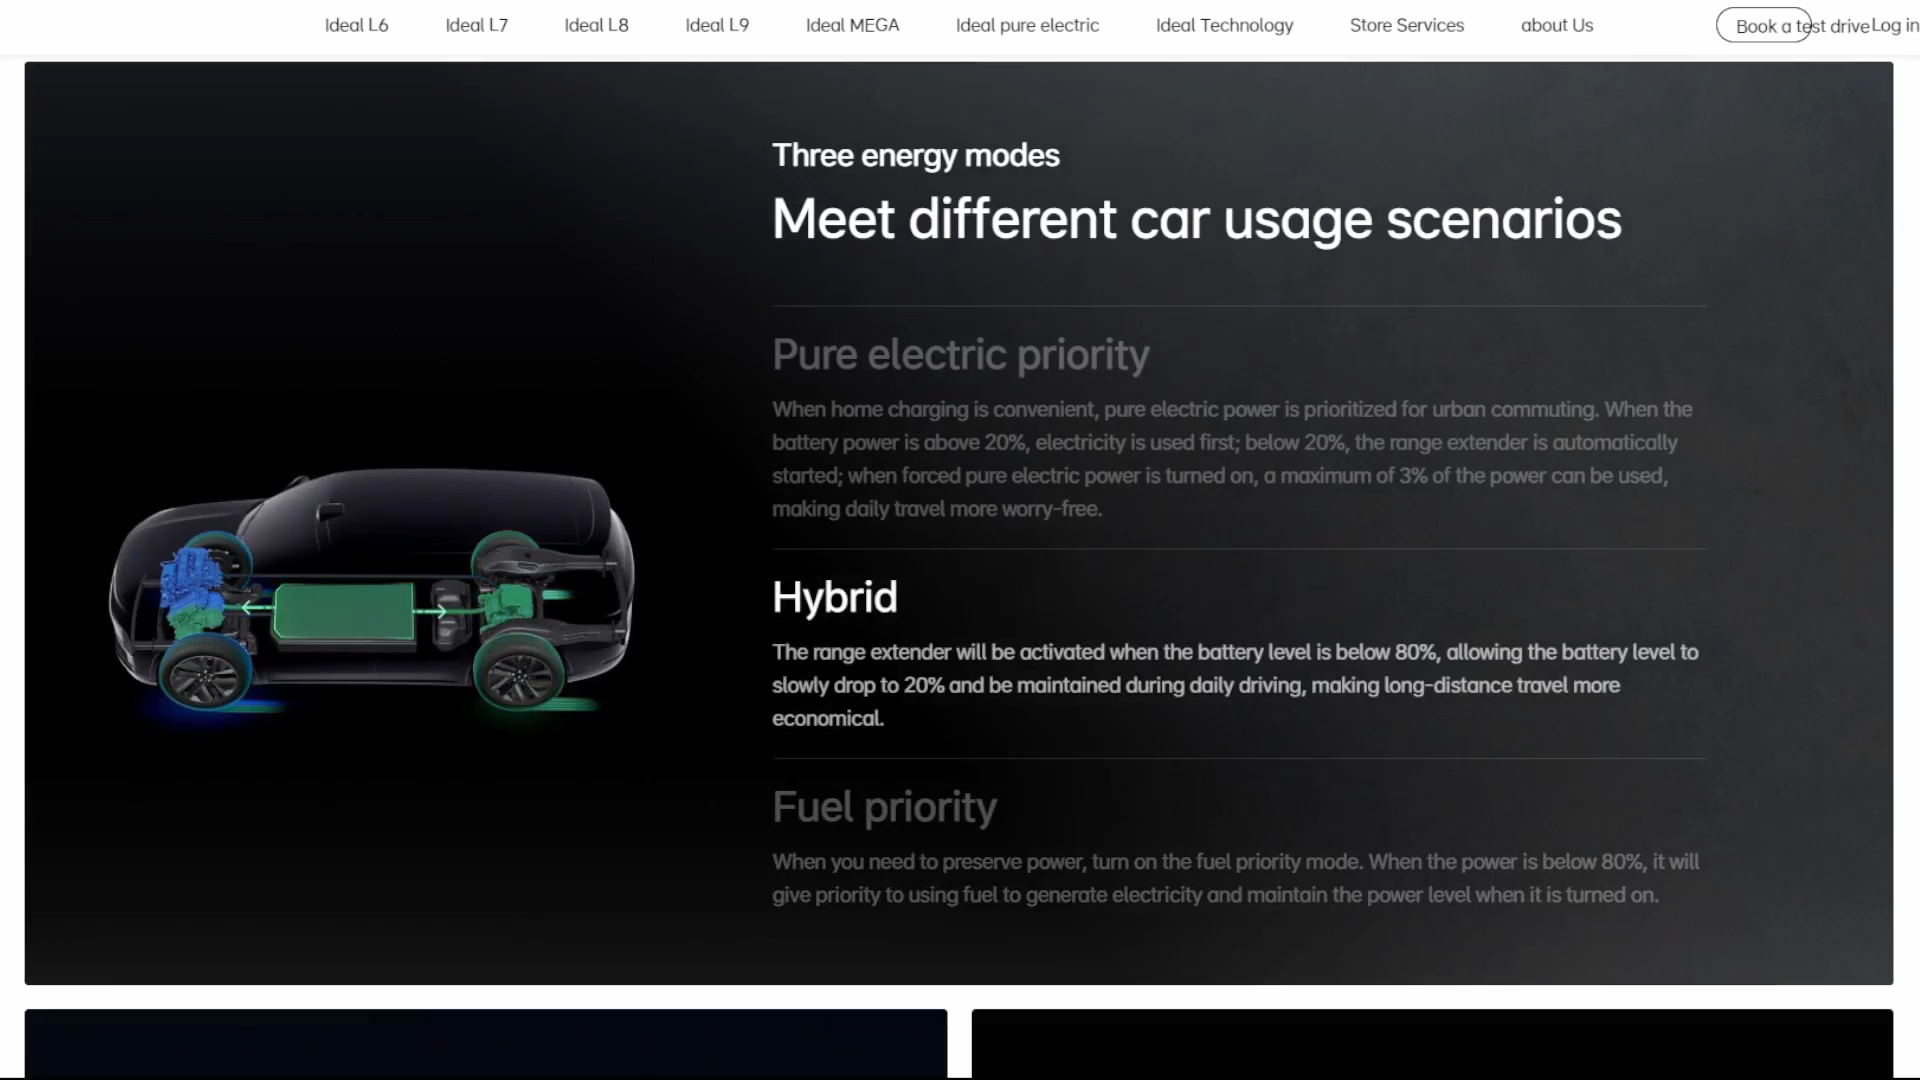 Ideal L6
Ideal L7
Ideal L8
Ideal L9
Ideal MEGA
Ideal pure electric
Ideal Technology
Store Services
about Us
Book a test drive
Log in
Three energy modes
Meet different car usage scenarios
Pure electric priority
When home charging is convenient, pure electric power is prioritized for urban commuting. When the
battery power is above 20%, electricity is used first; below 20%, the range extender is automatically
started; when forced pure electric power is turned on, a maximum of 3% of the power can be used,
making daily travel more worry-free.
Hybrid
The range extender will be activated when the battery level is below 80%, allowing the battery level to
slowly drop to 20% and be maintained during daily driving, making long-distance travel more
economical.
Fuel priority
When you need to preserve power, turn on the fuel priority mode. When the power is below 80%, it will
give priority to using fuel to generate electricity and maintain the power level when it is turned on.